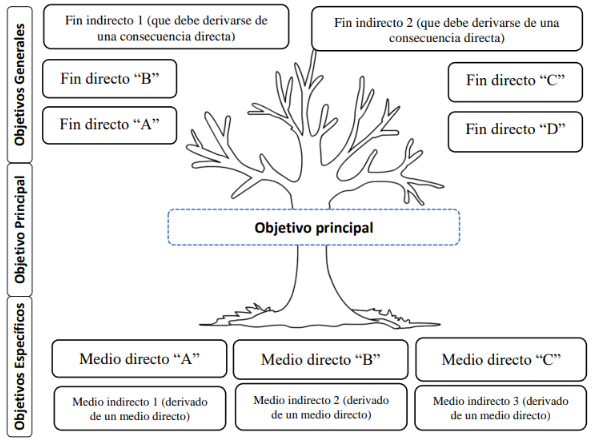 Objetivos Generales
Fin indirecto 1 (que debe derivarse de
una consecuencia directa)
Fin indirecto 2 (que debe derivarse de una
consecuencia directa)
Fin directo “B”
Fin directo “C”
Fin directo “A”
Fin directo “D”
Objetivo Principal
Objetivo principal
Objetivos Específicos
Medio directo “A”
Medio directo “B”
Medio directo “C”
Medio indirecto 1 (derivado
de un medio directo)
Medio indirecto 2 (derivado
de un medio directo)
Medio indirecto 3 (derivado
de un medio directo)